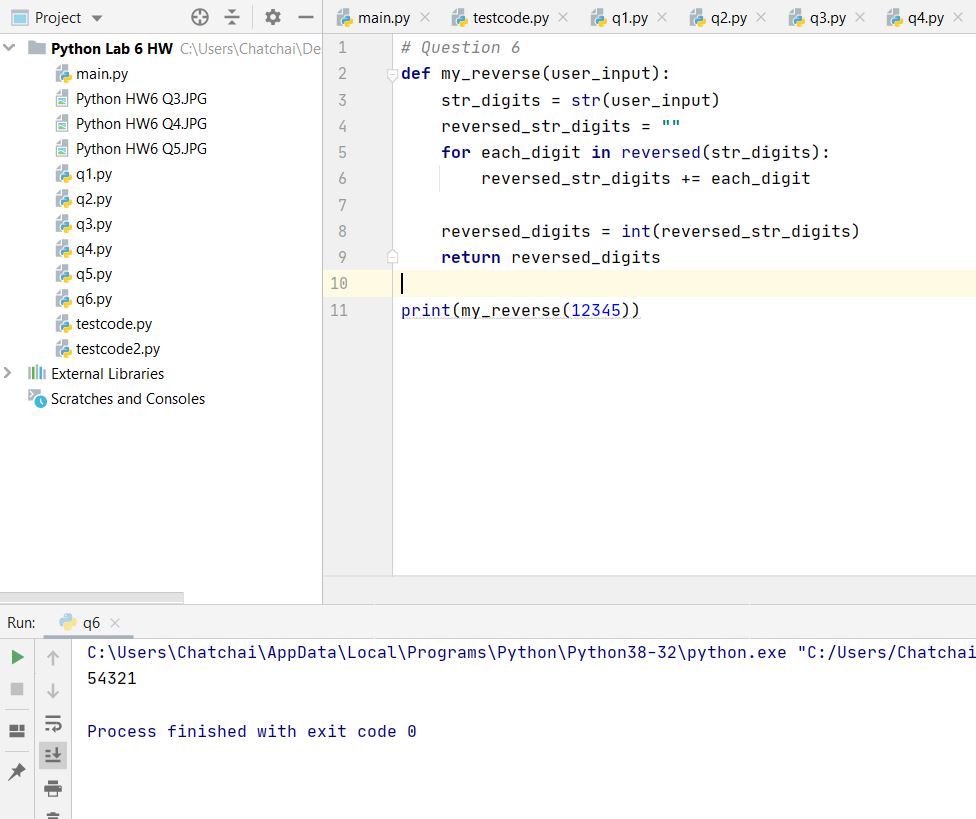 Project
main.py
testcode.py
q1.py
q2.py
q3.py
q4.py
Python Lab 6 HW C:\Users\Chatchai\De
main.py
Python HW6 Q3.JPG
Python HW6 Q4.JPG
Python HW6 Q5.JPG
q1.py
q2.py
q3.py
q4.py
q5.py
q6.py
testcode.py
testcode2.py
External Libraries
Scratches and Consoles
1 # Question 6
2 def my_reverse(user_input):
3     str_digits = str(user_input)
4     reversed_str_digits = ""
5     for each_digit in reversed(str_digits):
6         reversed_str_digits += each_digit
7
8     reversed_digits = int(reversed_str_digits)
9     return reversed_digits
10
11 print(my_reverse(12345))
Run: q6
C:\Users\Chatchai\AppData\Local\Programs\Python\Python38-32\python.exe "C:/Users/Chatchai
54321
Process finished with exit code 0